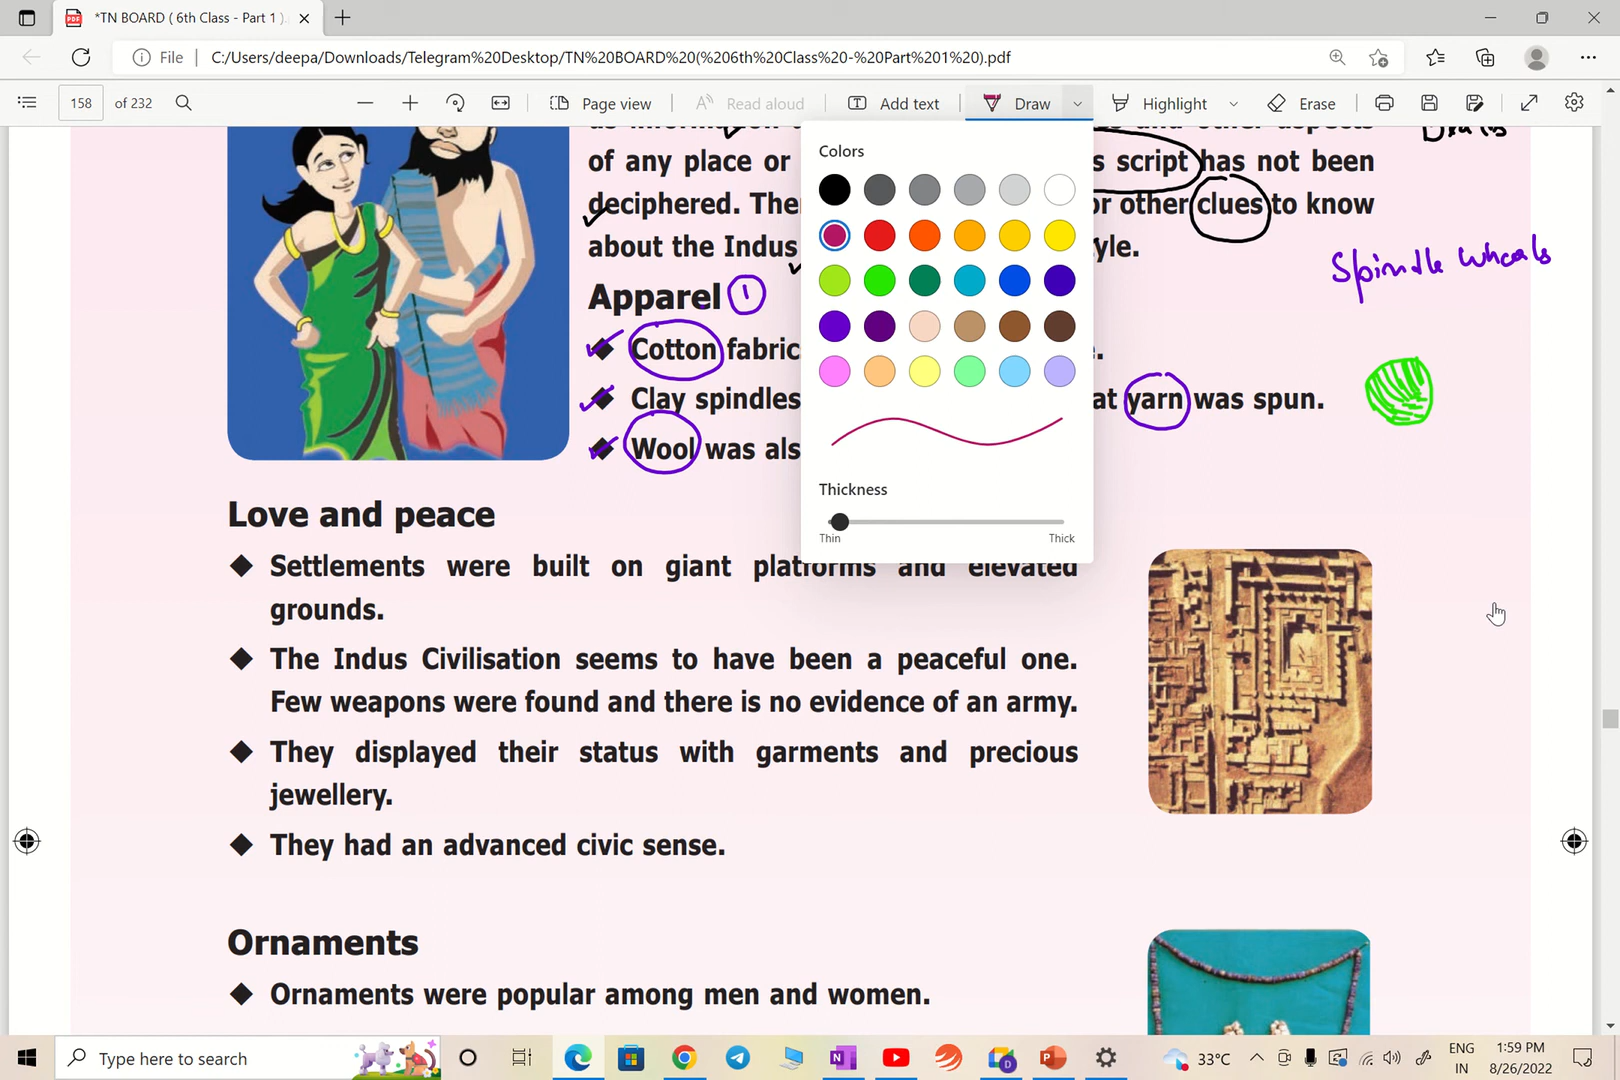 *TN BOARD ( 6th Class - Part 1 ).
File | C:/Users/deepa/Downloads/Telegram%20Desktop/TN%20BOARD%20(%206th%20Class%20-%20Part%201%20).pdf
158 of 232 Page view Read aloud Add text Draw Highlight Erase
of any place or s script has not been
deciphered. The or other clues to know
about the Indus yle.
Spindle wheals
Apparel 1
Cotton fabric .
Clay spindles at yarn was spun.
Wool was als
Colors
Thickness
Thin Thick
Love and peace
Settlements were built on giant platforms and elevated
grounds.
The Indus Civilisation seems to have been a peaceful one.
Few weapons were found and there is no evidence of an army.
They displayed their status with garments and precious
jewellery.
They had an advanced civic sense.
Ornaments
Ornaments were popular among men and women.
Type here to search
33°C
ENG
IN
1:59 PM
8/26/2022